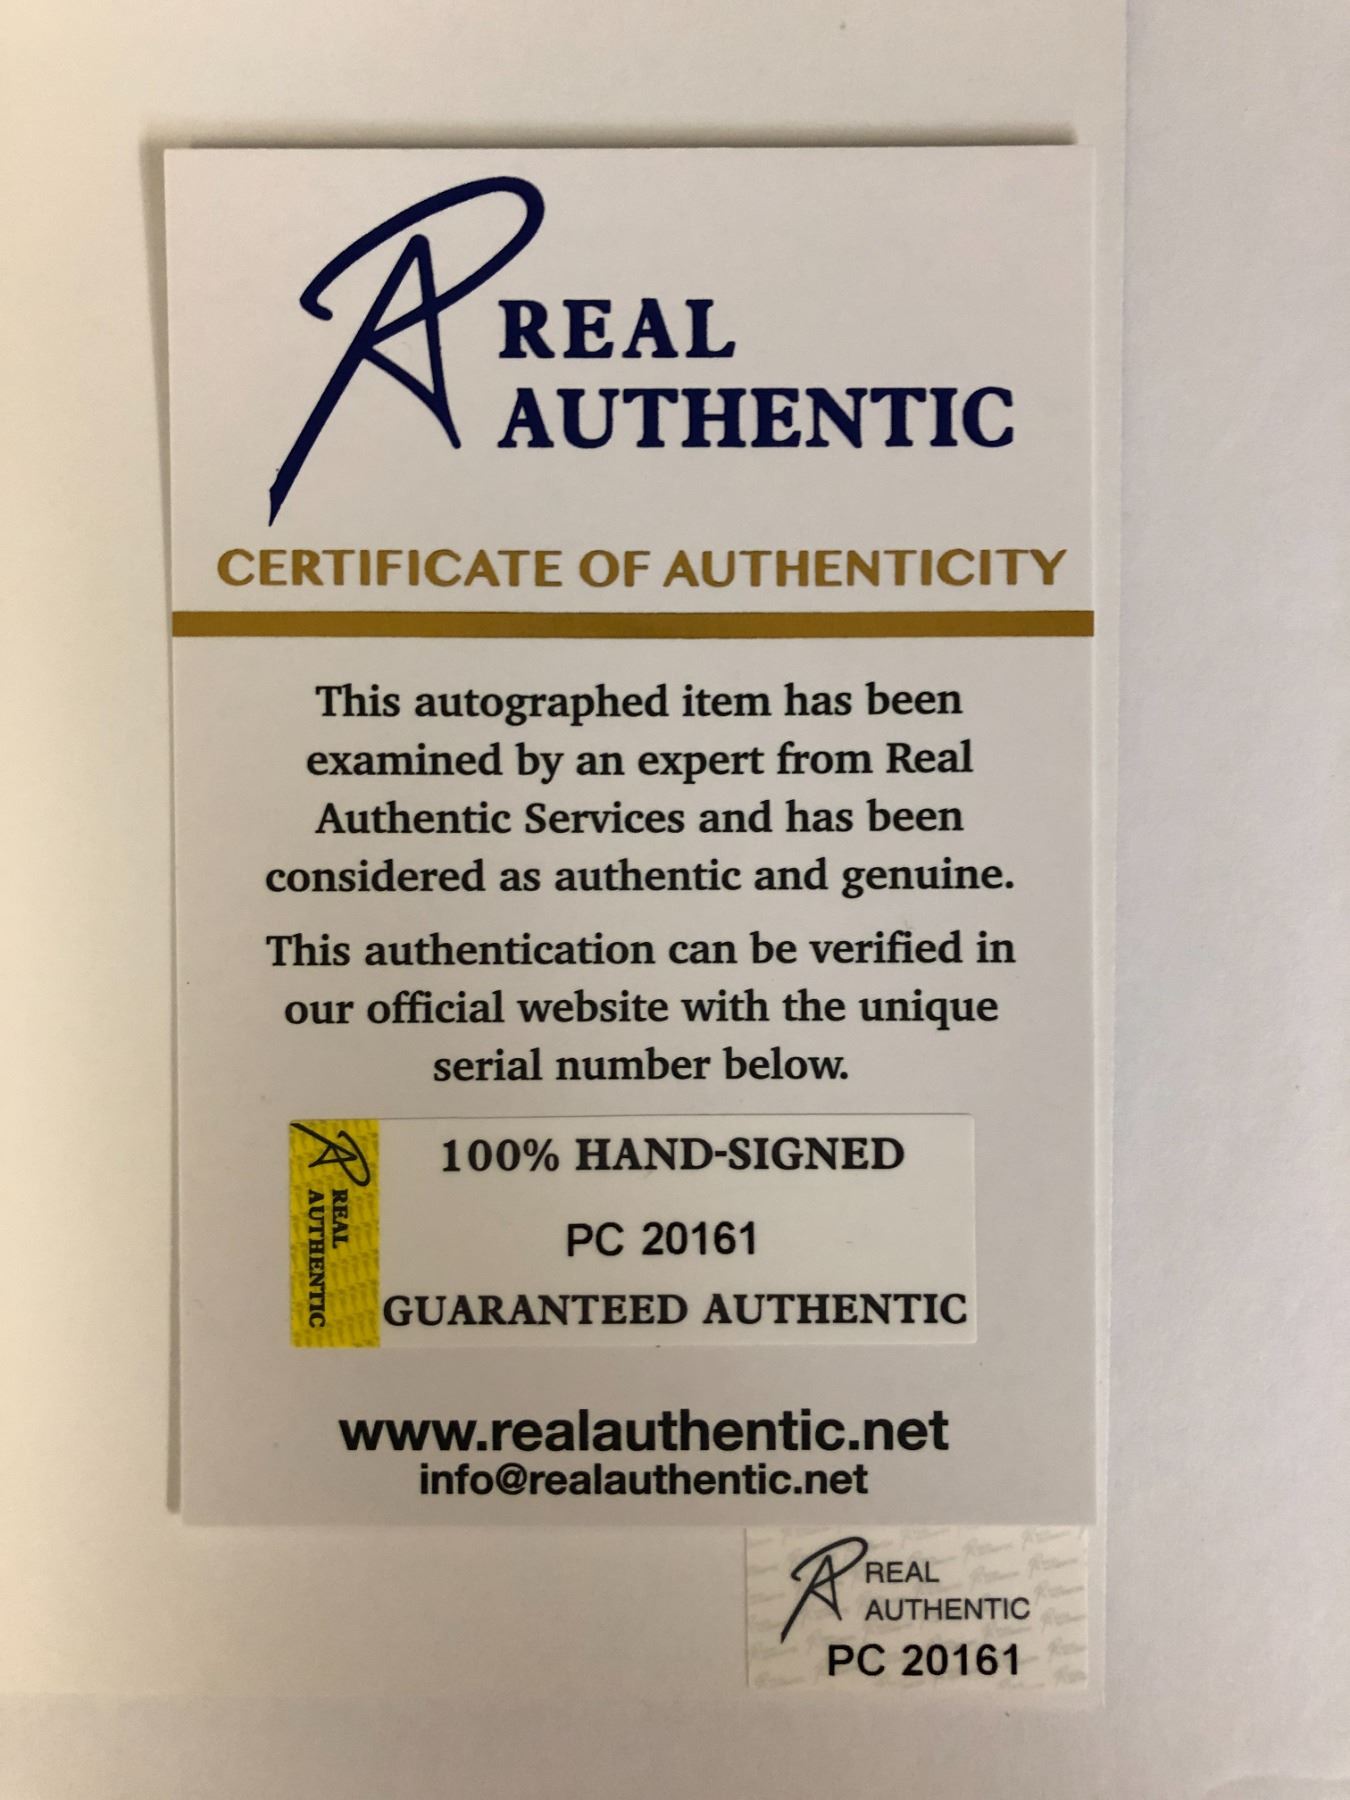 REAL
AUTHENTIC
CERTIFICATE OF AUTHENTICITY
This autographed item has been
examined by an expert from Real
Authentic Services and has been
considered as authentic and genuine.
This authentication can be verified in
our official website with the unique
serial number below.
REAL
AUTHENTIC
100% HAND-SIGNED
PC 20161
GUARANTEED AUTHENTIC
www.realauthentic.net
info@realauthentic.net
REAL
AUTHENTIC
PC 20161